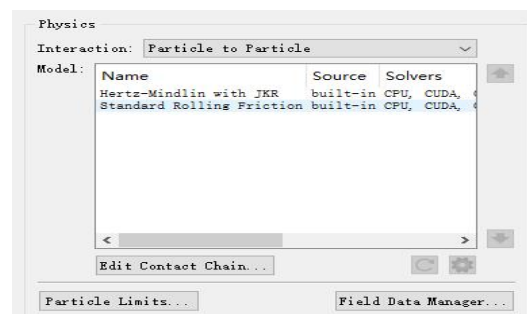 Physics
Interaction: Particle to Particle
Model:
Name Source Solvers
Hertz-Mindlin with JKR built-in CPU, CUDA,
Standard Rolling Friction built-in CPU, CUDA,
Edit Contact Chain...
Particle Limits... Field Data Manager...